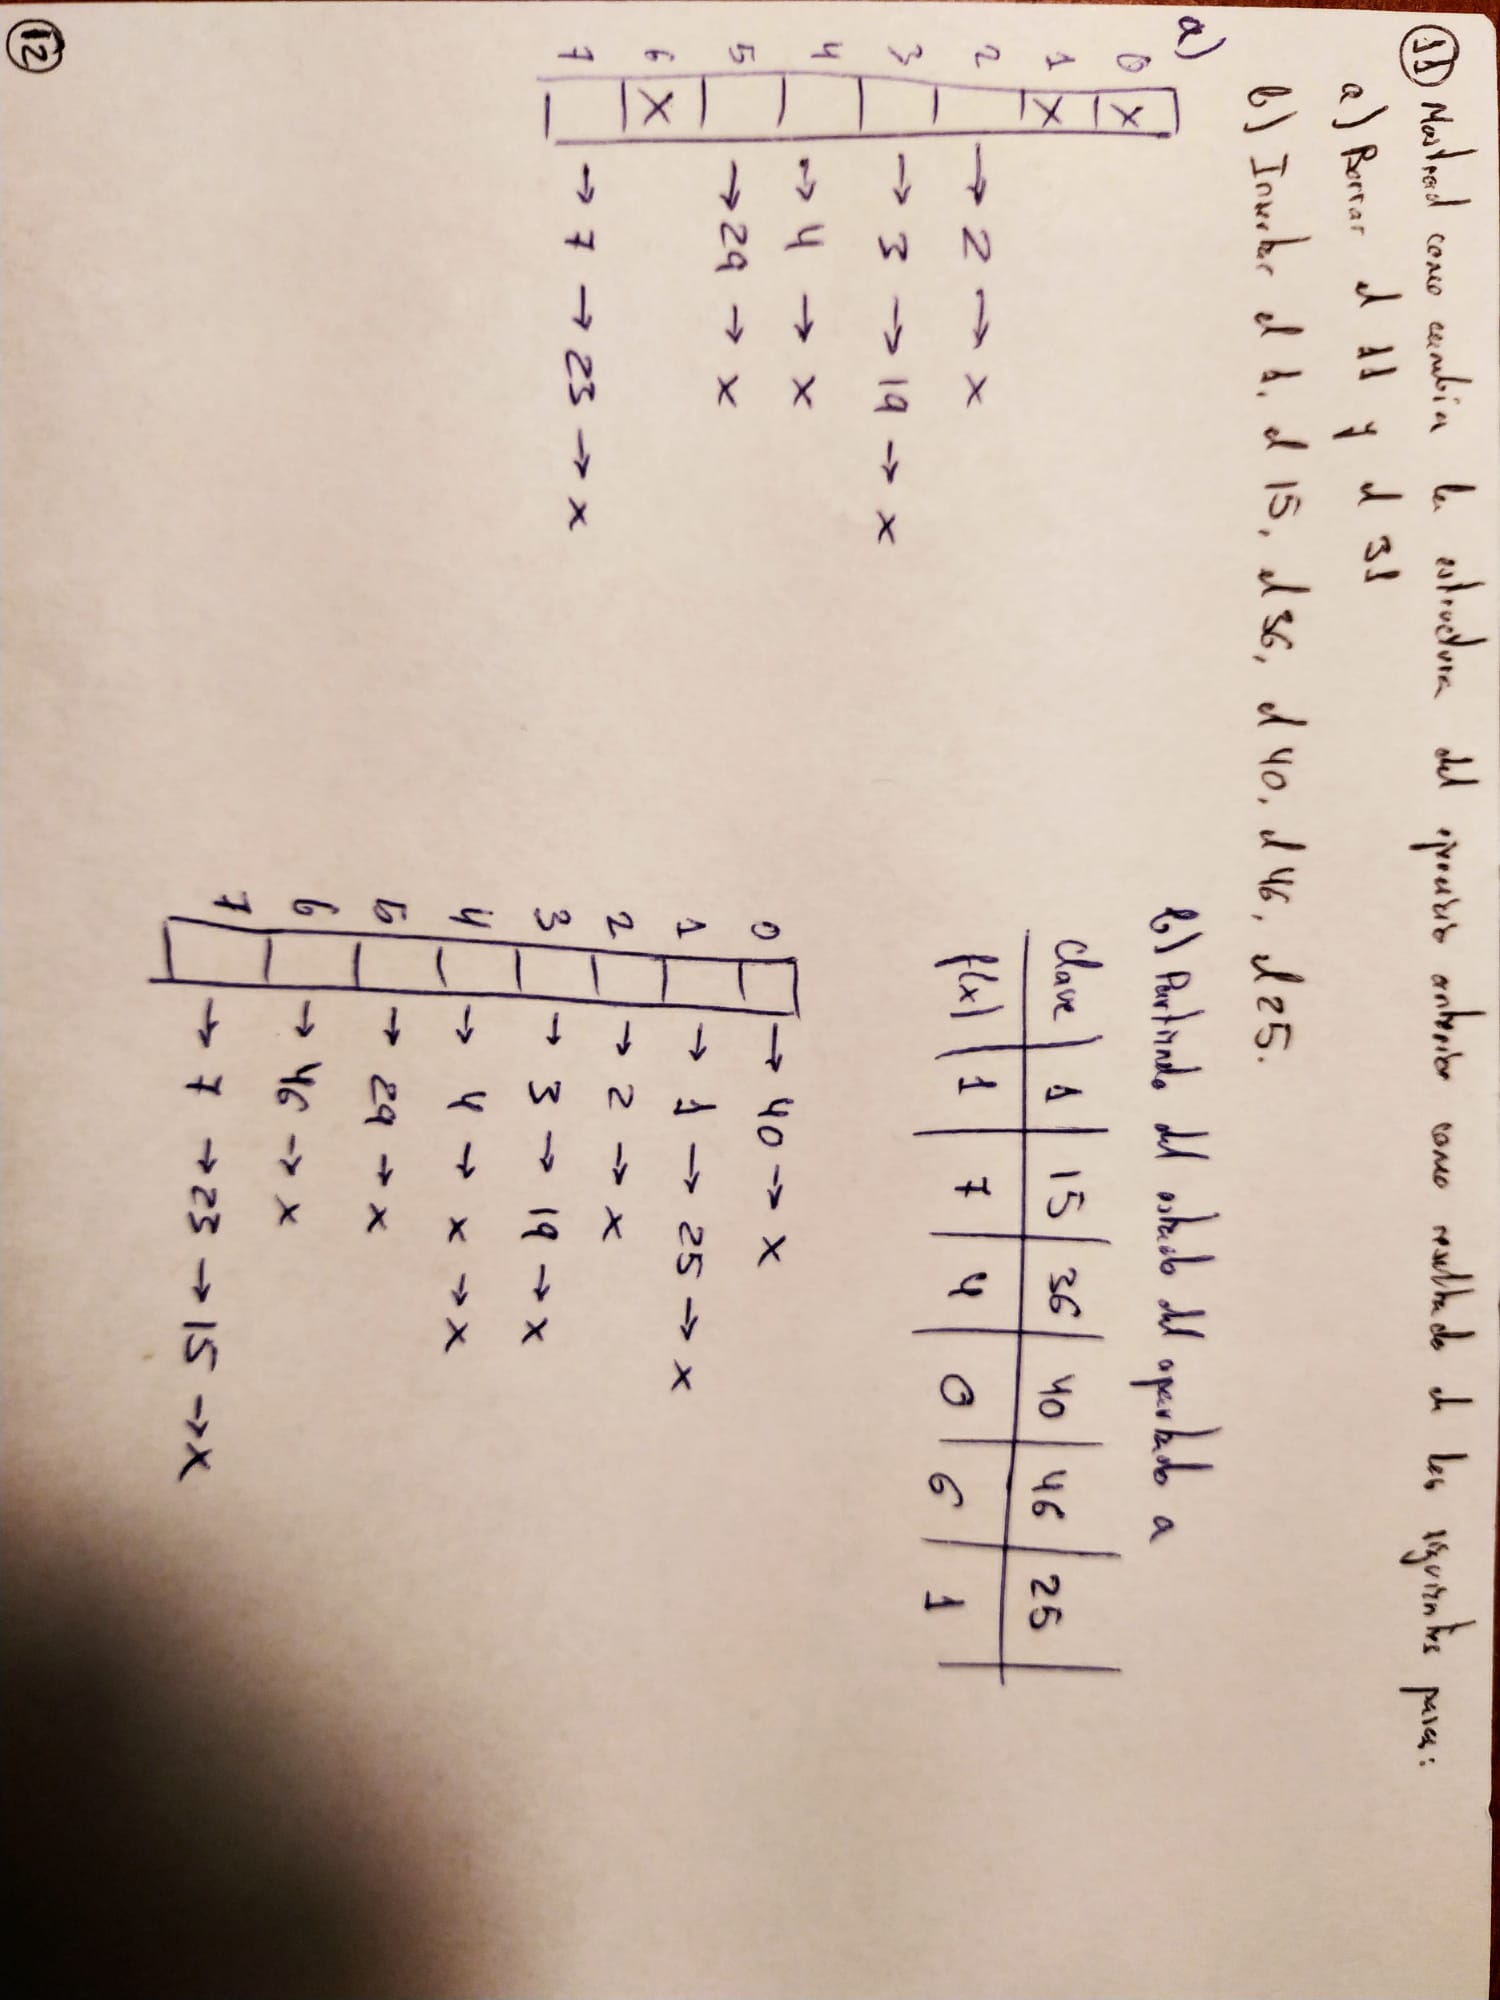 11) Mostrad como cambia la estructura del ejercicio anterior como resultado de las siguientes para:
a) Borrar el 11 y el 31
b) Insertar el 1, el 15, el 36, el 40, el 46, el 25.
a)
0 X
1 X
2 → 2 → x
3 → 3 → 19 → x
4 → 4 → x
5 → 29 → x
6 X
7 → 7 → 23 → x
b) Partiendo del estado del apartado a
clave | 1 | 15 | 36 | 40 | 46 | 25
f(x) | 1 | 7 | 4 | 0 | 6 | 1
0 → 40 → x
1 → 1 → 25 → x
2 → 2 → x
3 → 3 → 19 → x
4 → 4 → x → x
5 → 29 → x
6 → 46 → x
7 → 7 → 23 → 15 → x
12